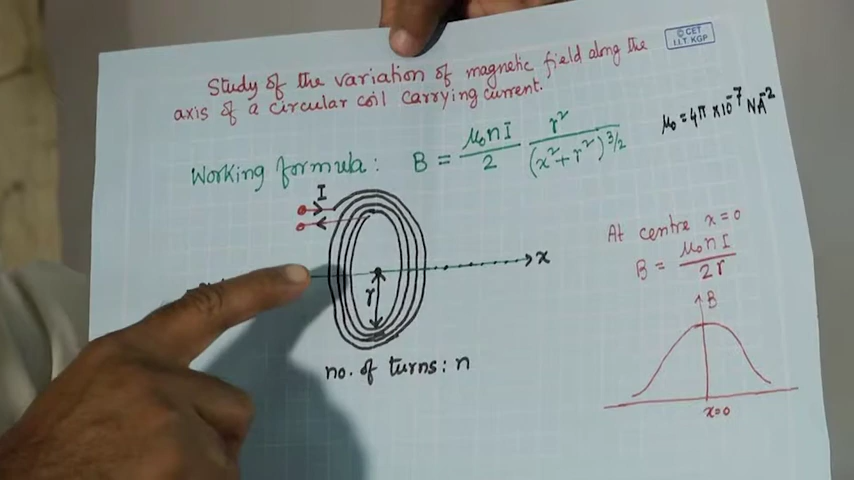 © CET
I.I.T. KGP
Study of the variation of magnetic field along the
axis of a circular coil carrying current.
μ₀ = 4π × 10⁻⁷ NA⁻²
Working formula: B = μ₀nI/2 r²/(x²+r²)^3/2
I
x
r
no. of turns: n
At centre x=0
B = μ₀nI/2r
B
x=0